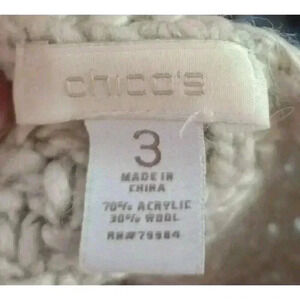 chico's
3
MADE IN
CHINA
70% ACRYLIC
30% WOOL
RN#79984